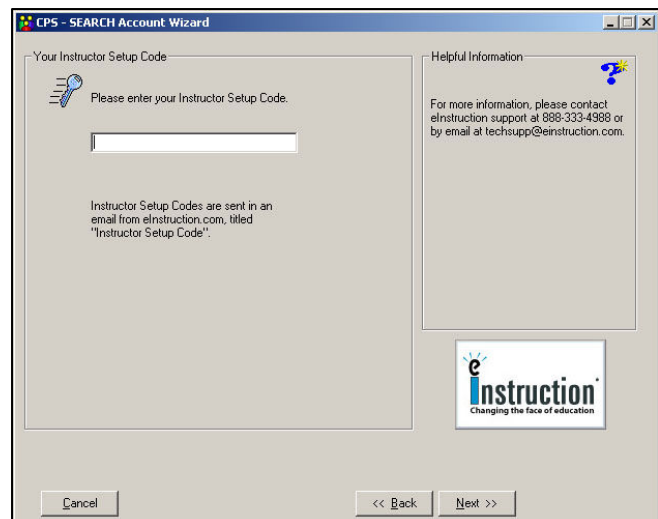 CPS - SEARCH Account Wizard
Your Instructor Setup Code
Please enter your Instructor Setup Code.
Instructor Setup Codes are sent in an
email from eInstruction.com, titled
"Instructor Setup Code".
Helpful Information
For more information, please contact
eInstruction support at 888-333-4988 or
by email at techsupp@einstruction.com.
eInstruction
Changing the face of education
Cancel
<< Back
Next >>